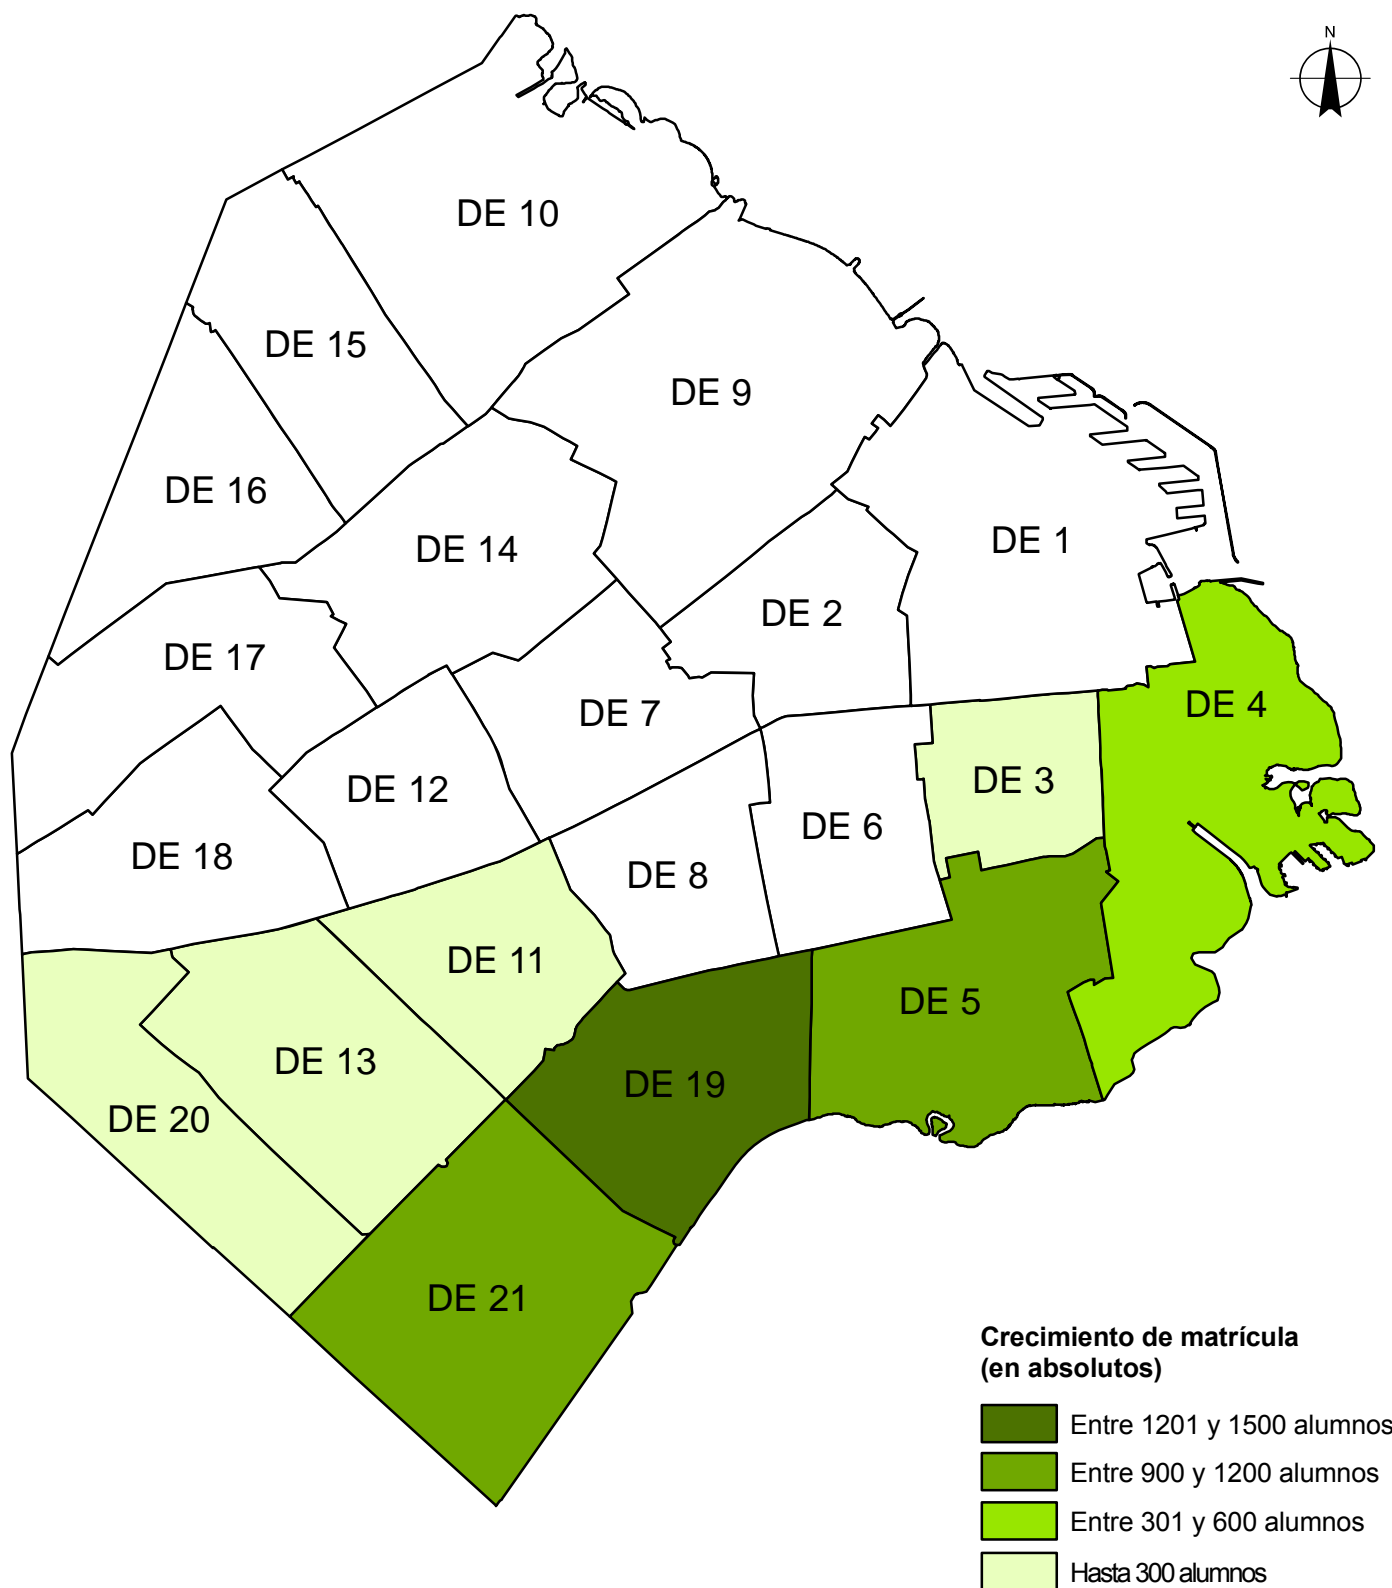 N
DE 10
DE 15
DE 9
DE 16
DE 14
DE 1
DE 2
DE 17
DE 7
DE 4
DE 3
DE 12
DE 6
DE 18
DE 8
DE 11
DE 5
DE 13
DE 19
DE 20
DE 21
Crecimiento de matrícula
(en absolutos)
Entre 1201 y 1500 alumnos
Entre 900 y 1200 alumnos
Entre 301 y 600 alumnos
Hasta 300 alumnos